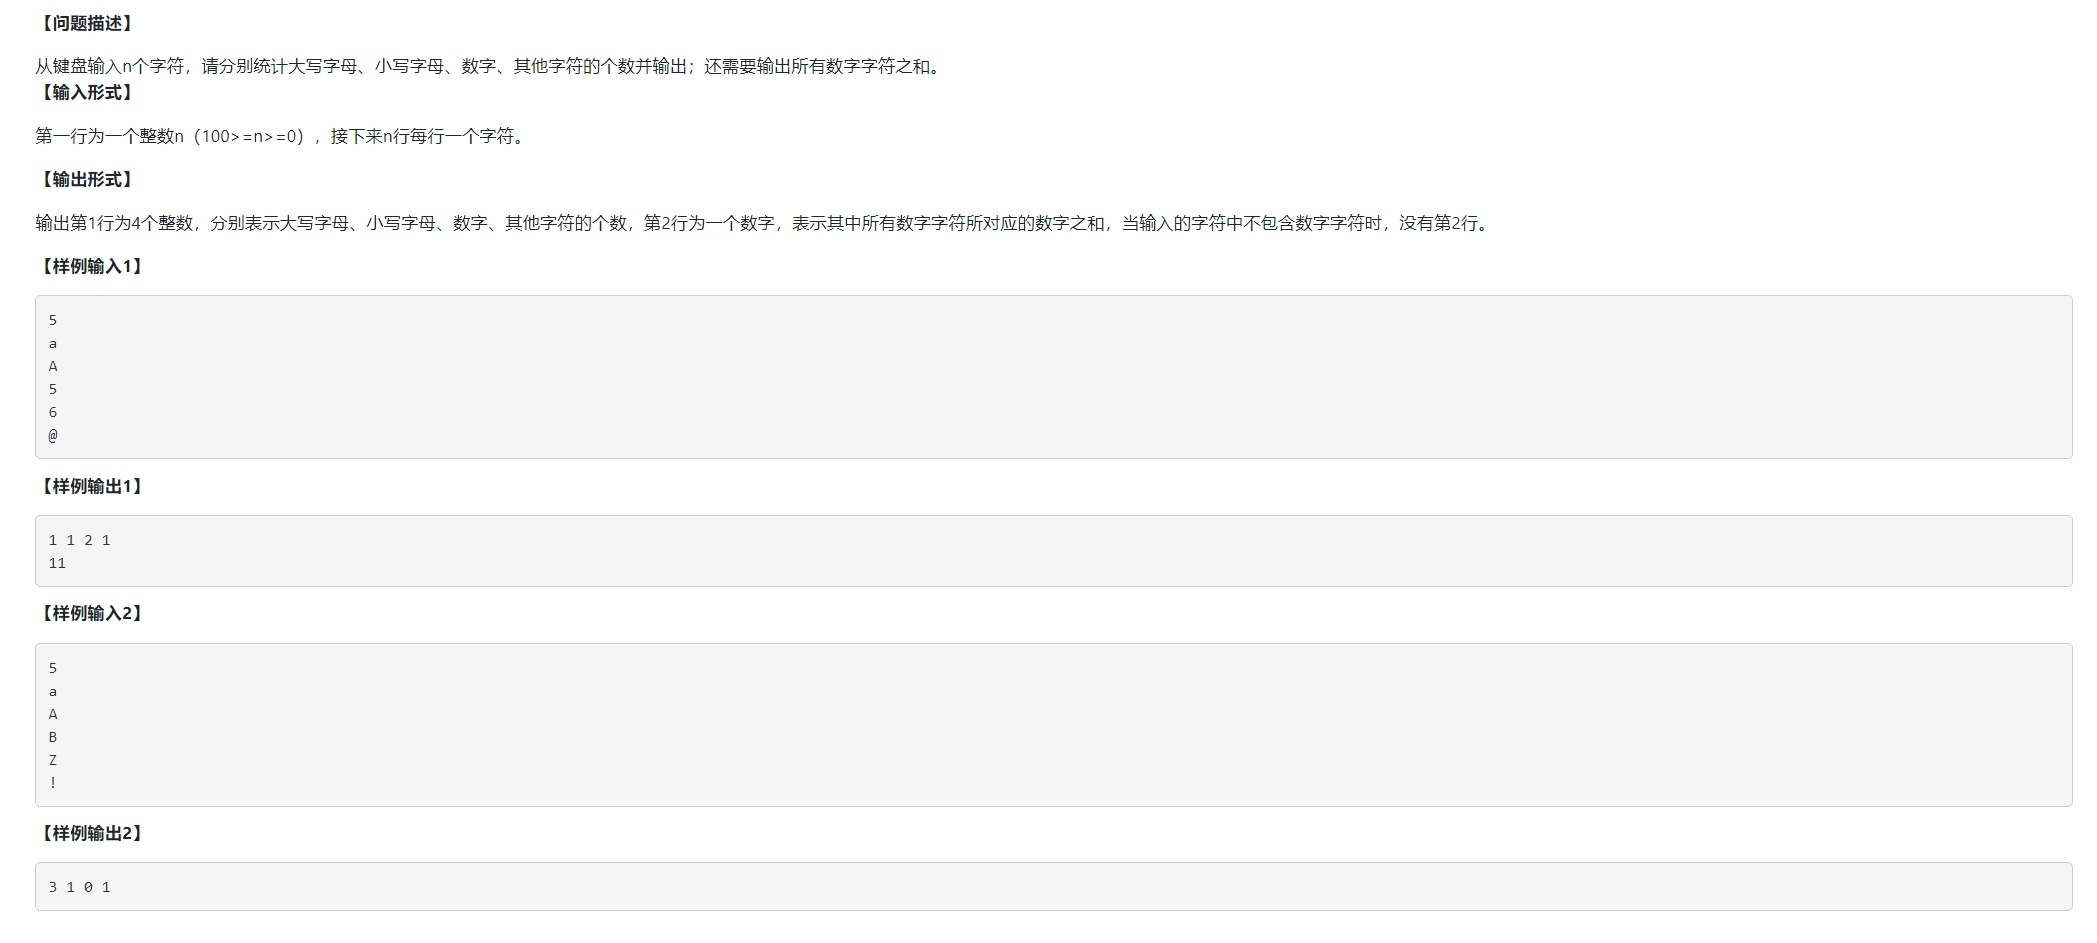 【问题描述】
从键盘输入n个字符，请分别统计大写字母、小写字母、数字、其他字符的个数并输出；还需要输出所有数字字符之和。
【输入形式】
第一行为一个整数n（100>=n>=0），接下来n行每行一个字符。
【输出形式】
输出第1行为4个整数，分别表示大写字母、小写字母、数字、其他字符的个数，第2行为一个数字，表示其中所有数字字符所对应的数字之和，当输入的字符中不包含数字字符时，没有第2行。
【样例输入1】
5
a
A
5
6
@
【样例输出1】
1 1 2 1
11
【样例输入2】
5
a
A
B
Z
!
【样例输出2】
3 1 0 1